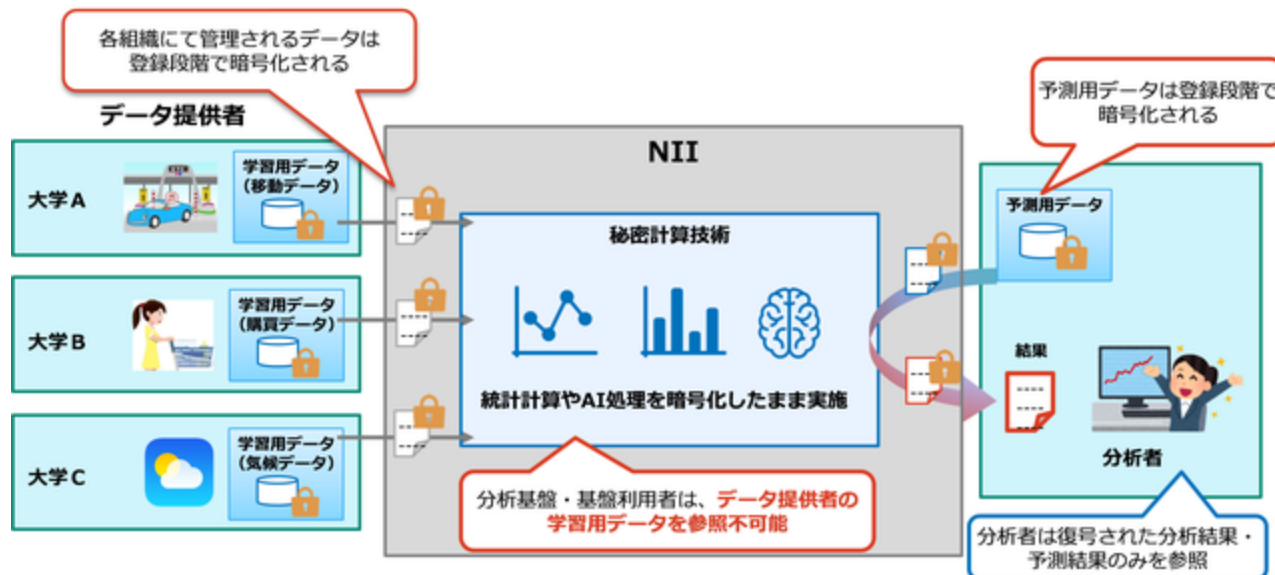 各組織にて管理されるデータは
登録段階で暗号化される
データ提供者
大学A
学習用データ
(移動データ)
大学B
学習用データ
(購買データ)
大学C
学習用データ
(気候データ)
NII
秘密計算技術
統計計算やAI処理を暗号化したまま実施
分析基盤・基盤利用者は、データ提供者の
学習用データを参照不可能
予測用データは登録段階で
暗号化される
予測用データ
結果
分析者
分析者は復号された分析結果・
予測結果のみを参照